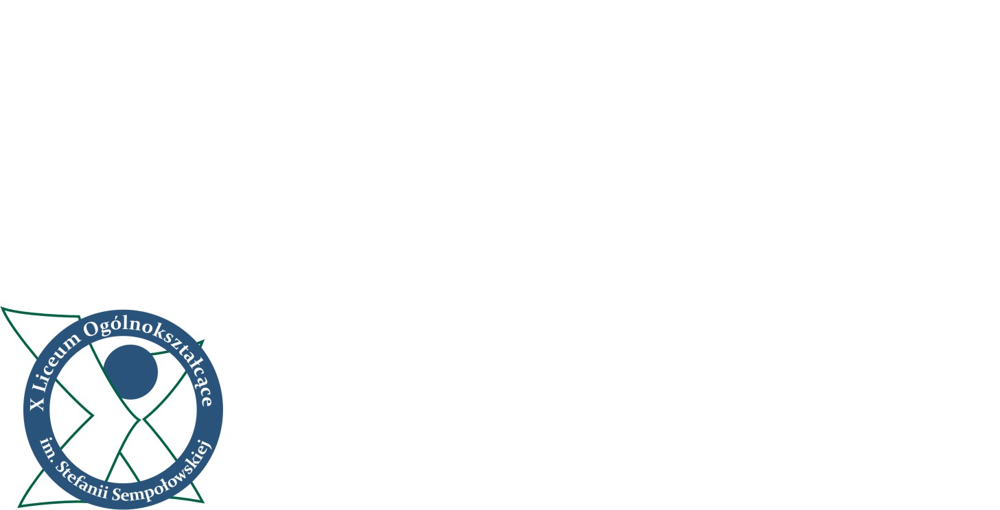 X Liceum Ogólnokształcące
im. Stefanii Sempołowskiej